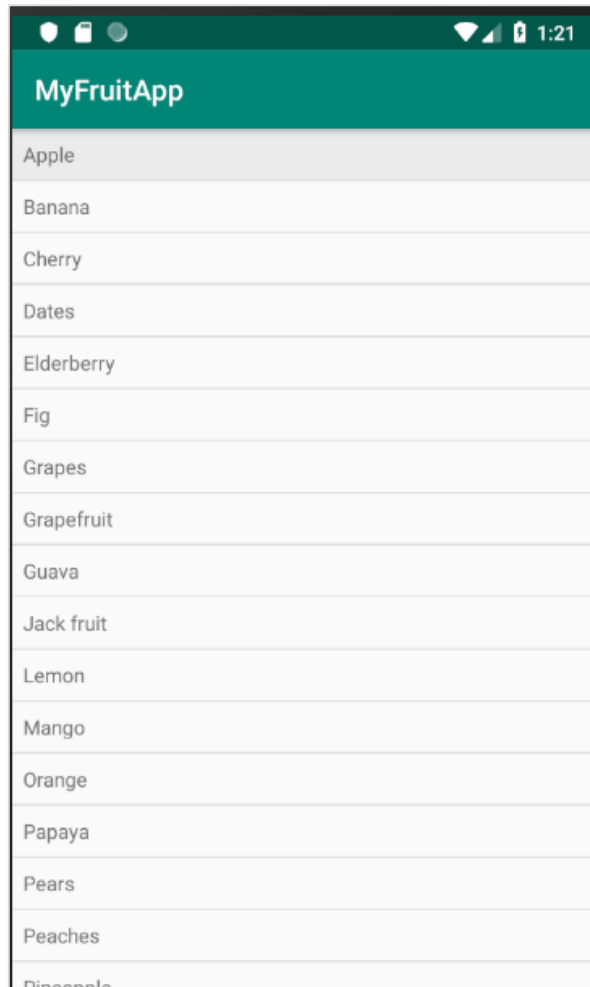 1:21
MyFruitApp
Apple
Banana
Cherry
Dates
Elderberry
Fig
Grapes
Grapefruit
Guava
Jack fruit
Lemon
Mango
Orange
Papaya
Pears
Peaches
Pineapple